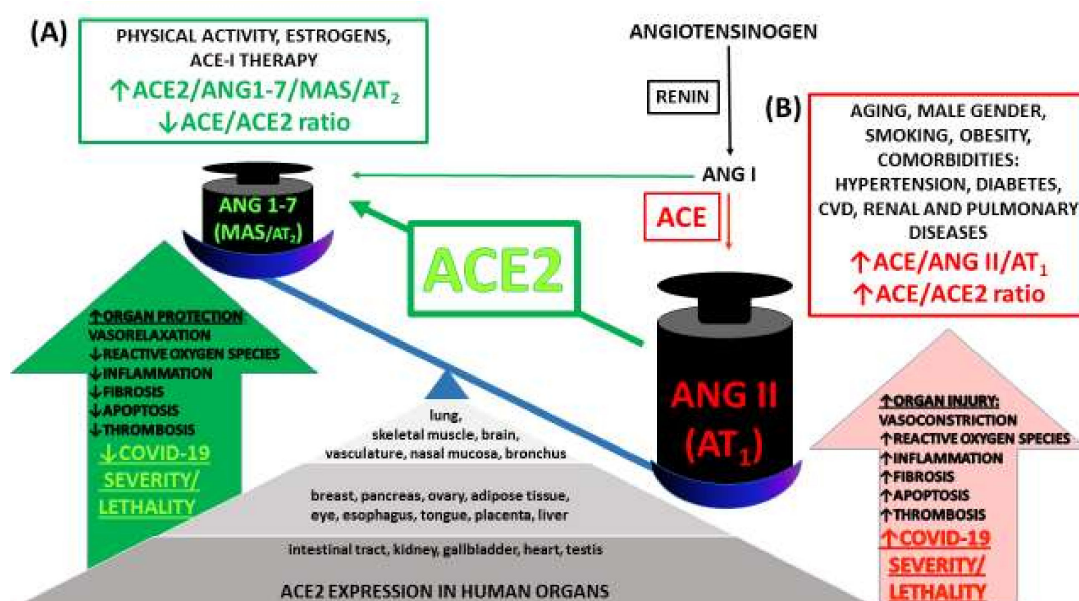 (A)
PHYSICAL ACTIVITY, ESTROGENS,
ACE-I THERAPY
↑ACE2/ANG1-7/MAS/AT₂
↓ACE/ACE2 ratio
ANGIOTENSINOGEN
RENIN
ANG I
ACE
(B)
AGING, MALE GENDER,
SMOKING, OBESITY,
COMORBIDITIES:
HYPERTENSION, DIABETES,
CVD, RENAL AND PULMONARY
DISEASES
↑ACE/ANG II/AT₁
↑ACE/ACE2 ratio
ANG 1-7
(MAS/AT₂)
ACE2
ANG II
(AT₁)
↑ORGAN PROTECTION:
VASORELAXATION
↓REACTIVE OXYGEN SPECIES
↓INFLAMMATION
↓FIBROSIS
↓APOPTOSIS
↓THROMBOSIS
↓COVID-19
SEVERITY/
LETHALITY
lung,
skeletal muscle, brain,
vasculature, nasal mucosa, bronchus
breast, pancreas, ovary, adipose tissue,
eye, esophagus, tongue, placenta, liver
intestinal tract, kidney, gallbladder, heart, testis
ACE2 EXPRESSION IN HUMAN ORGANS
↑ORGAN INJURY:
VASOCONSTRICTION
↑REACTIVE OXYGEN SPECIES
↑INFLAMMATION
↑FIBROSIS
↑APOPTOSIS
↑THROMBOSIS
↑COVID-19
SEVERITY/
LETHALITY